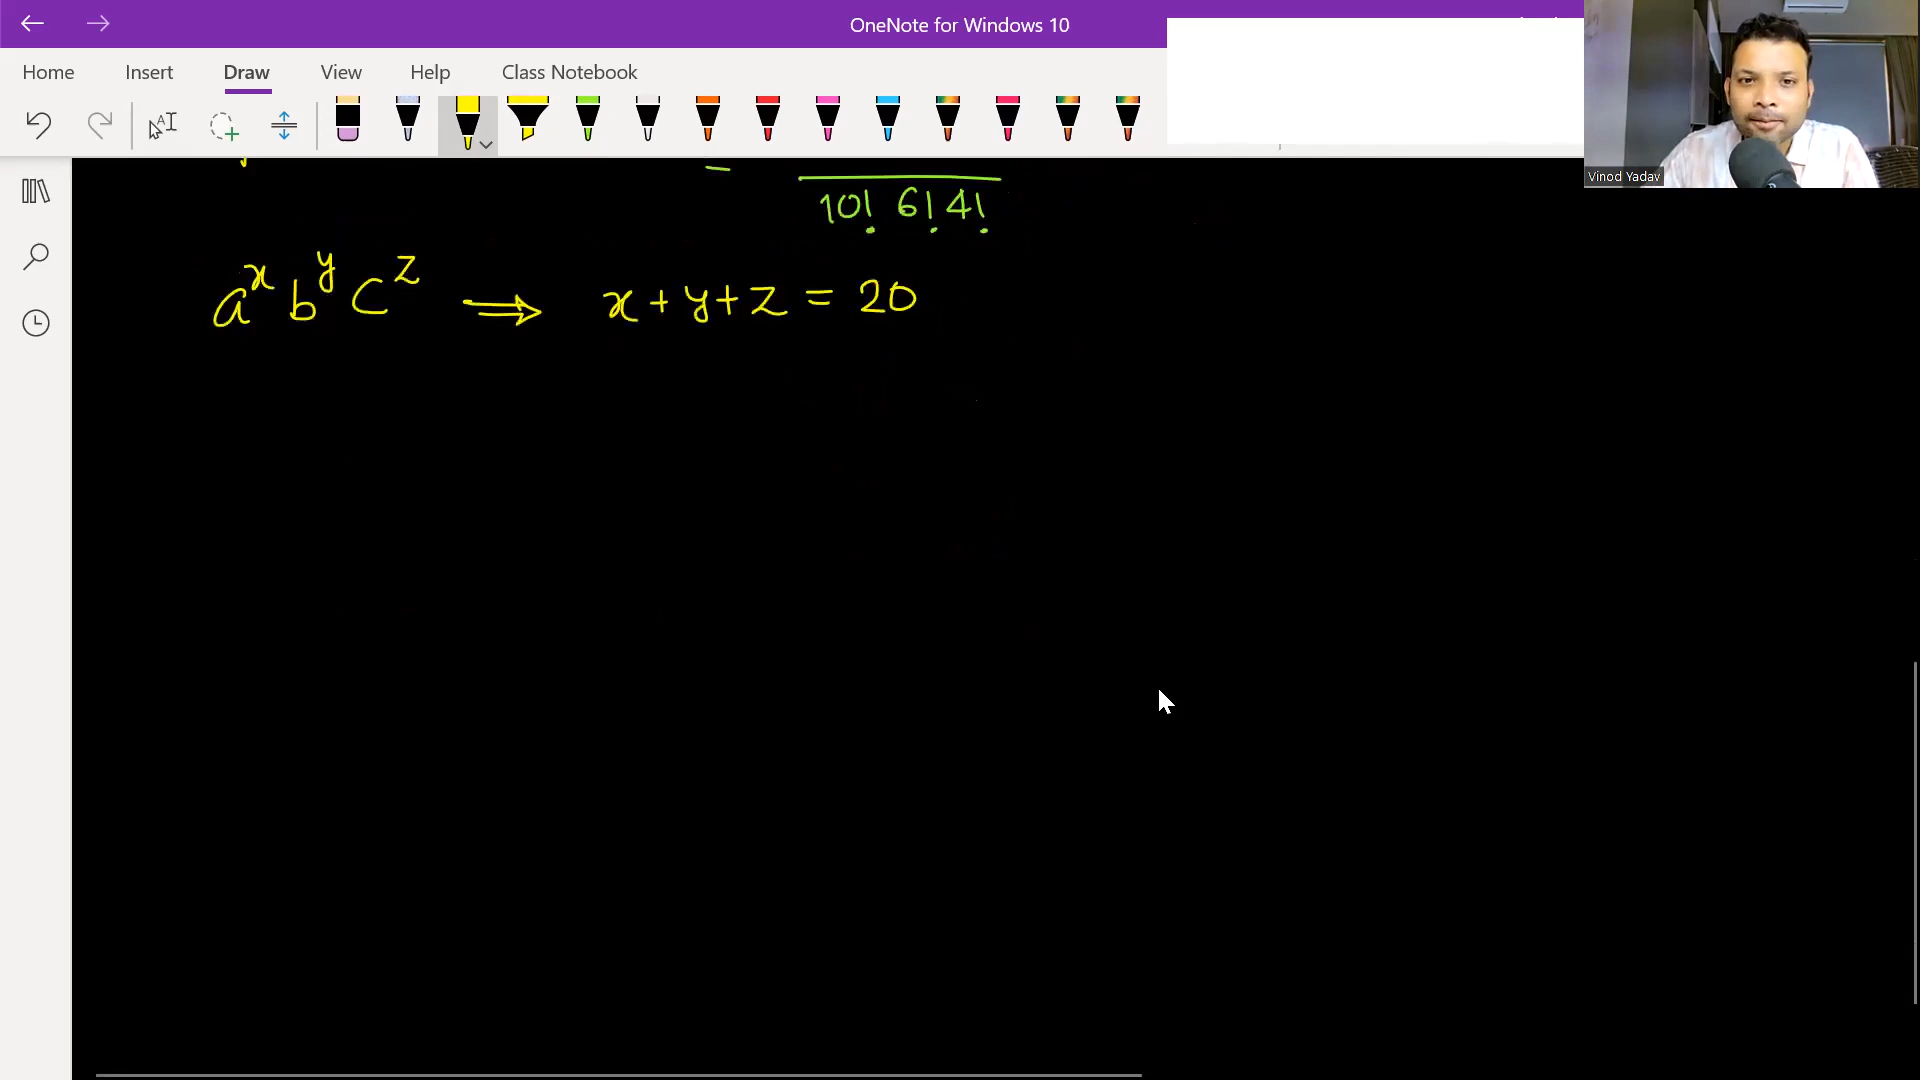 OneNote for Windows 10
Home Insert Draw View Help Class Notebook
Vinod Yadav
10! 6! 4!
a^x b^y c^z ⟹ x + y + z = 20